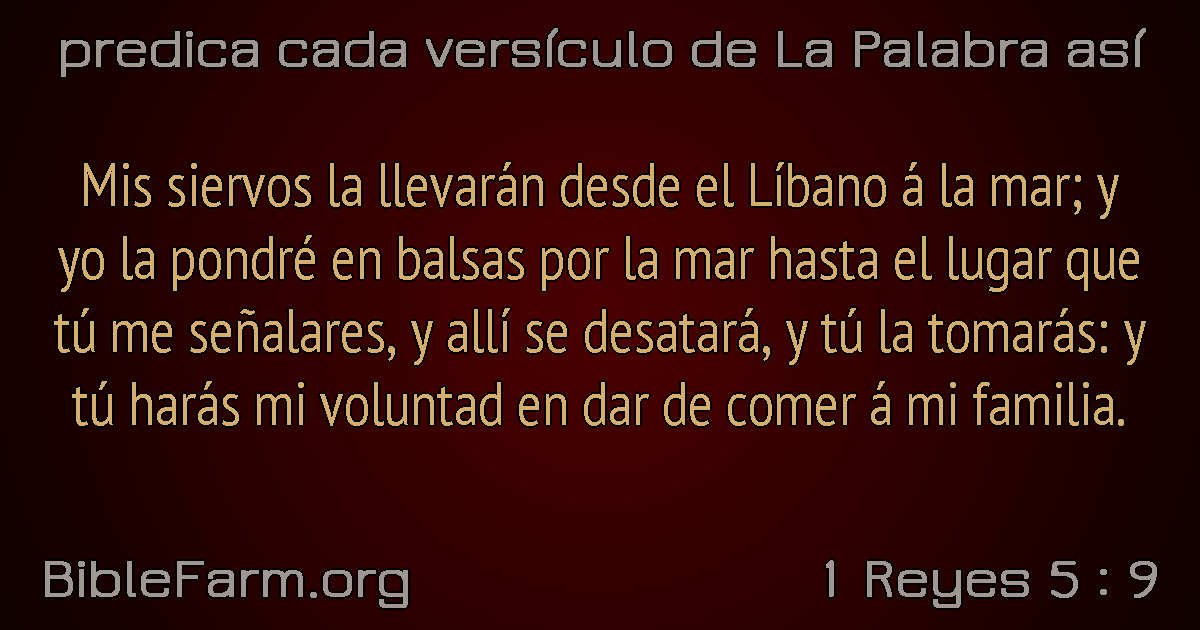 predica cada versículo de La Palabra así
Mis siervos la llevarán desde el Líbano á la mar; y
yo la pondré en balsas por la mar hasta el lugar que
tú me señalares, y allí se desatará, y tú la tomarás: y
tú harás mi voluntad en dar de comer á mi familia.
BibleFarm.org
1 Reyes 5 : 9